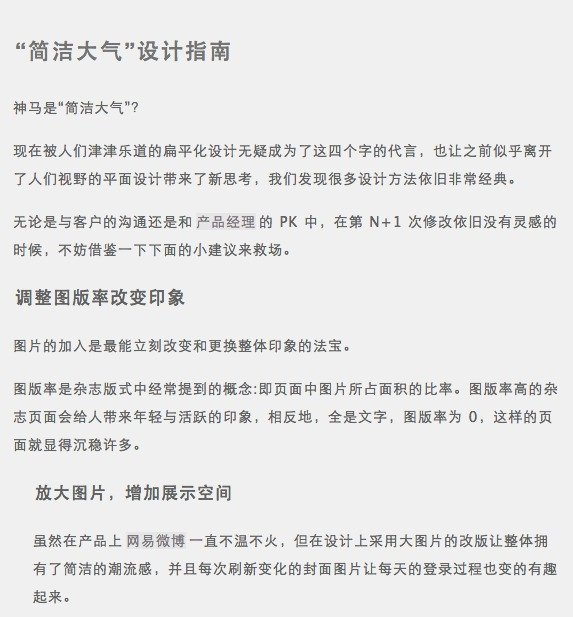 “简洁大气”设计指南
神马是“简洁大气”?
现在被人们津津乐道的扁平化设计无疑成为了这四个字的代言，也让之前似乎离开
了人们视野的平面设计带来了新思考，我们发现很多设计方法依旧非常经典。
无论是与客户的沟通还是和 产品经理 的 PK 中，在第 N+1 次修改依旧没有灵感的
时候，不妨借鉴一下下面的小建议来救场。
调整图版率改变印象
图片的加入是最能立刻改变和更换整体印象的法宝。
图版率是杂志版式中经常提到的概念:即页面中图片所占面积的比率。图版率高的杂
志页面会给人带来年轻与活跃的印象，相反地，全是文字，图版率为 0，这样的页
面就显得沉稳许多。
放大图片，增加展示空间
虽然在产品上 网易微博 一直不温不火，但在设计上采用大图片的改版让整体拥
有了简洁的潮流感，并且每次刷新变化的封面图片让每天的登录过程也变的有趣
起来。